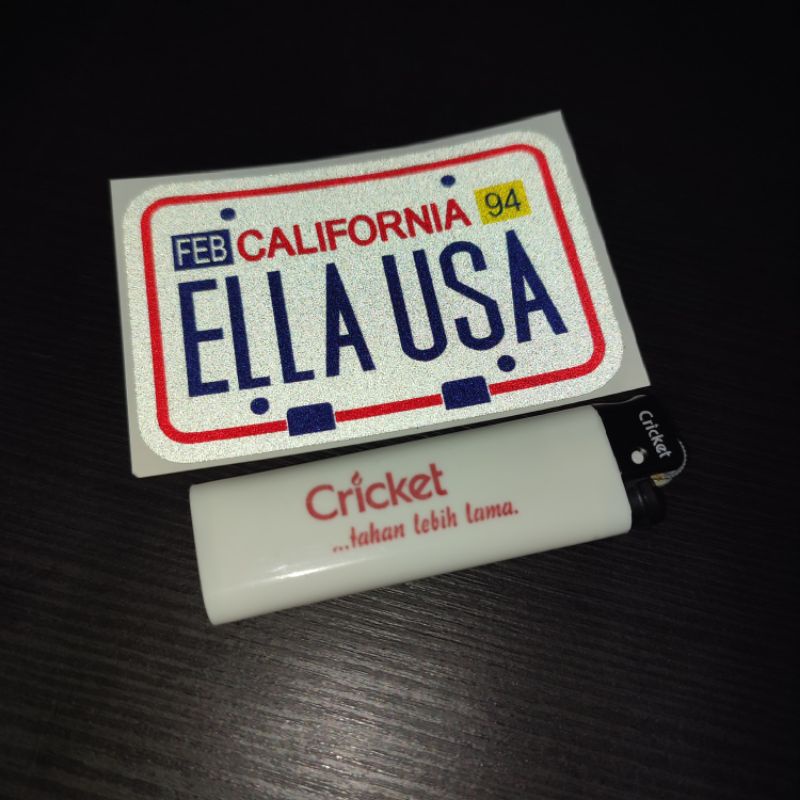 FEB CALIFORNIA 94
ELLA USA
Cricket
Cricket
...tahan lebih lama.